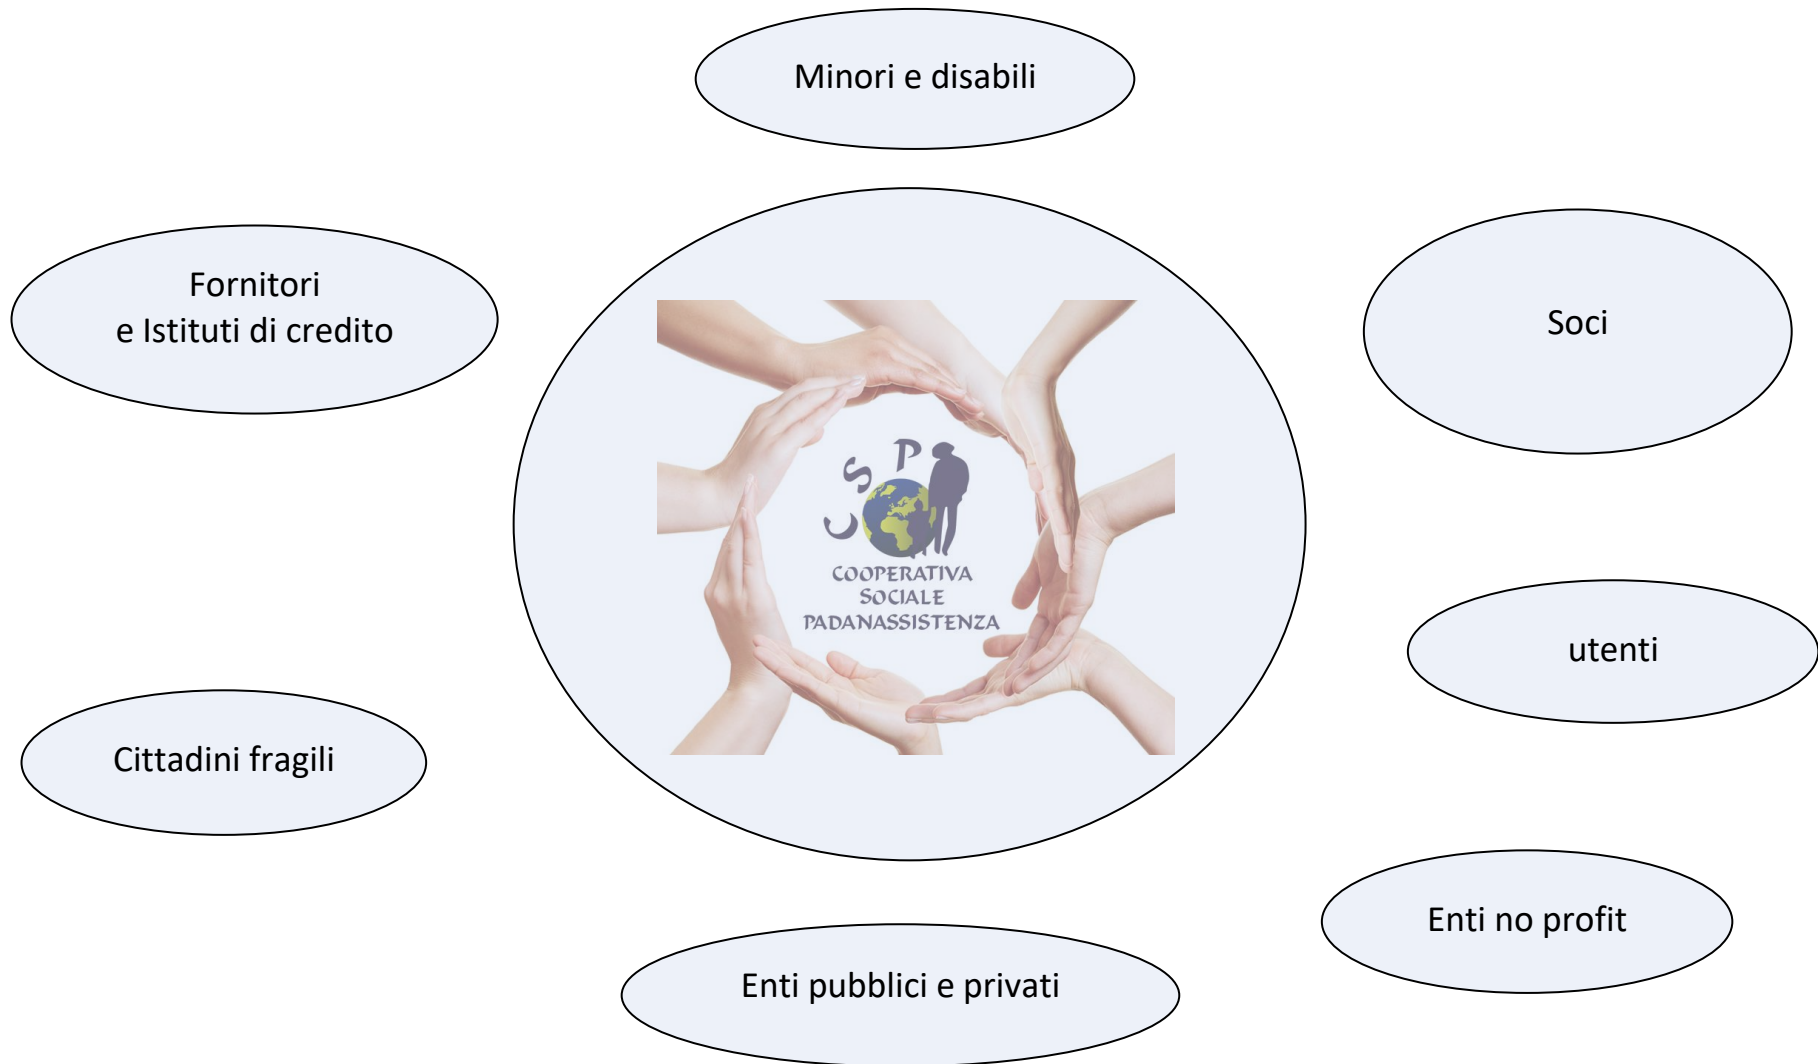 Minori e disabili
Fornitori
e Istituti di credito
Soci
CSP
COOPERATIVA
SOCIALE
PADANASSISTENZA
utenti
Cittadini fragili
Enti no profit
Enti pubblici e privati